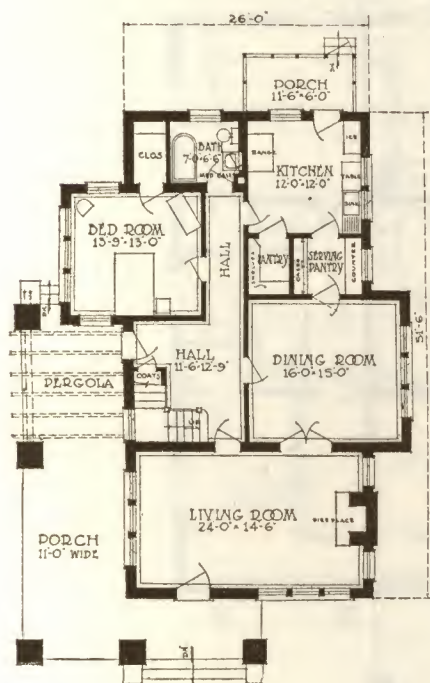 26'-0"
PORCH
11'-6"×6'-0"
CLOS
BATH
7-0×6-6
MED CASE
RANGE
ICE
TABLE
SINK
KITCHEN
12'-0"×12'-0"
BED ROOM
13'-9"×13'-0"
HALL
PANTRY
SERVING
PANTRY
COUNTER
51'-6"
HALL
11-6×12-9"
COATS
UP
DINING ROOM
16-0"×15-0"
PERGOLA
LIVING ROOM
24'-0"×14'-6"
FIRE PLACE
PORCH
11'-0" WIDE